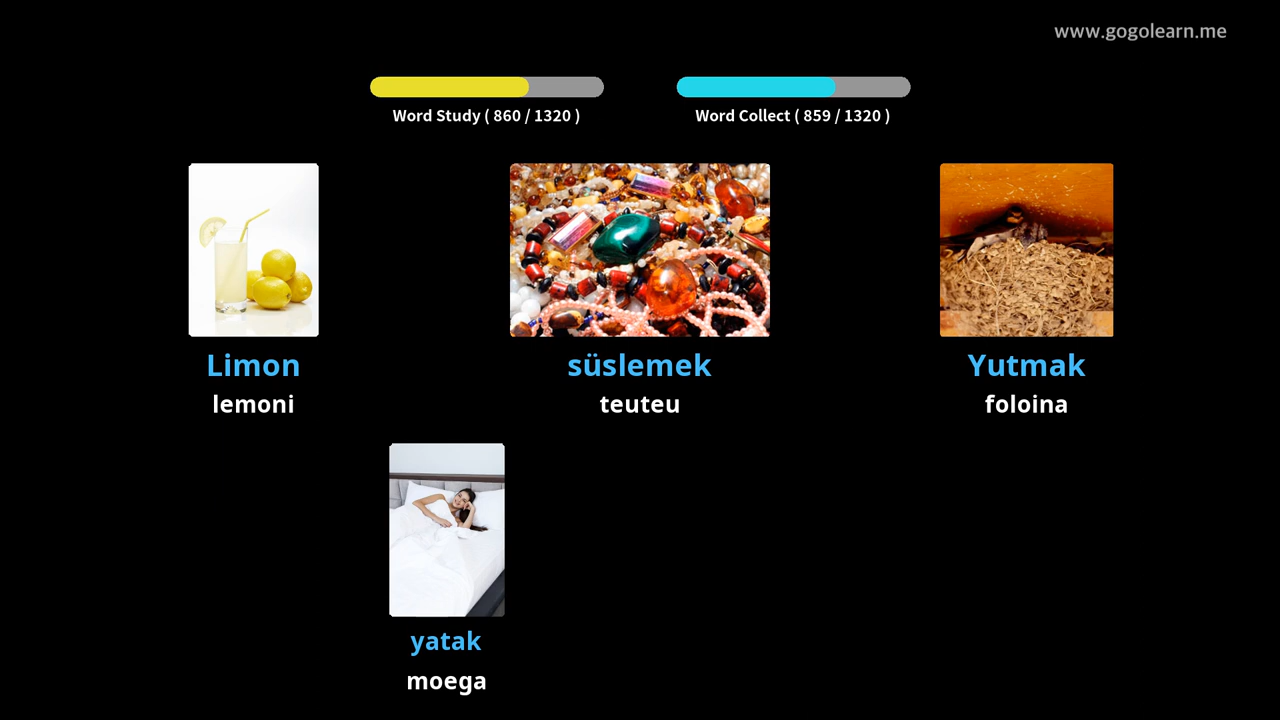 www.gogolearn.me
Word Study ( 860 / 1320 )
Word Collect ( 859 / 1320 )
Limon
lemoni
süslemek
teuteu
Yutmak
foloina
yatak
moega